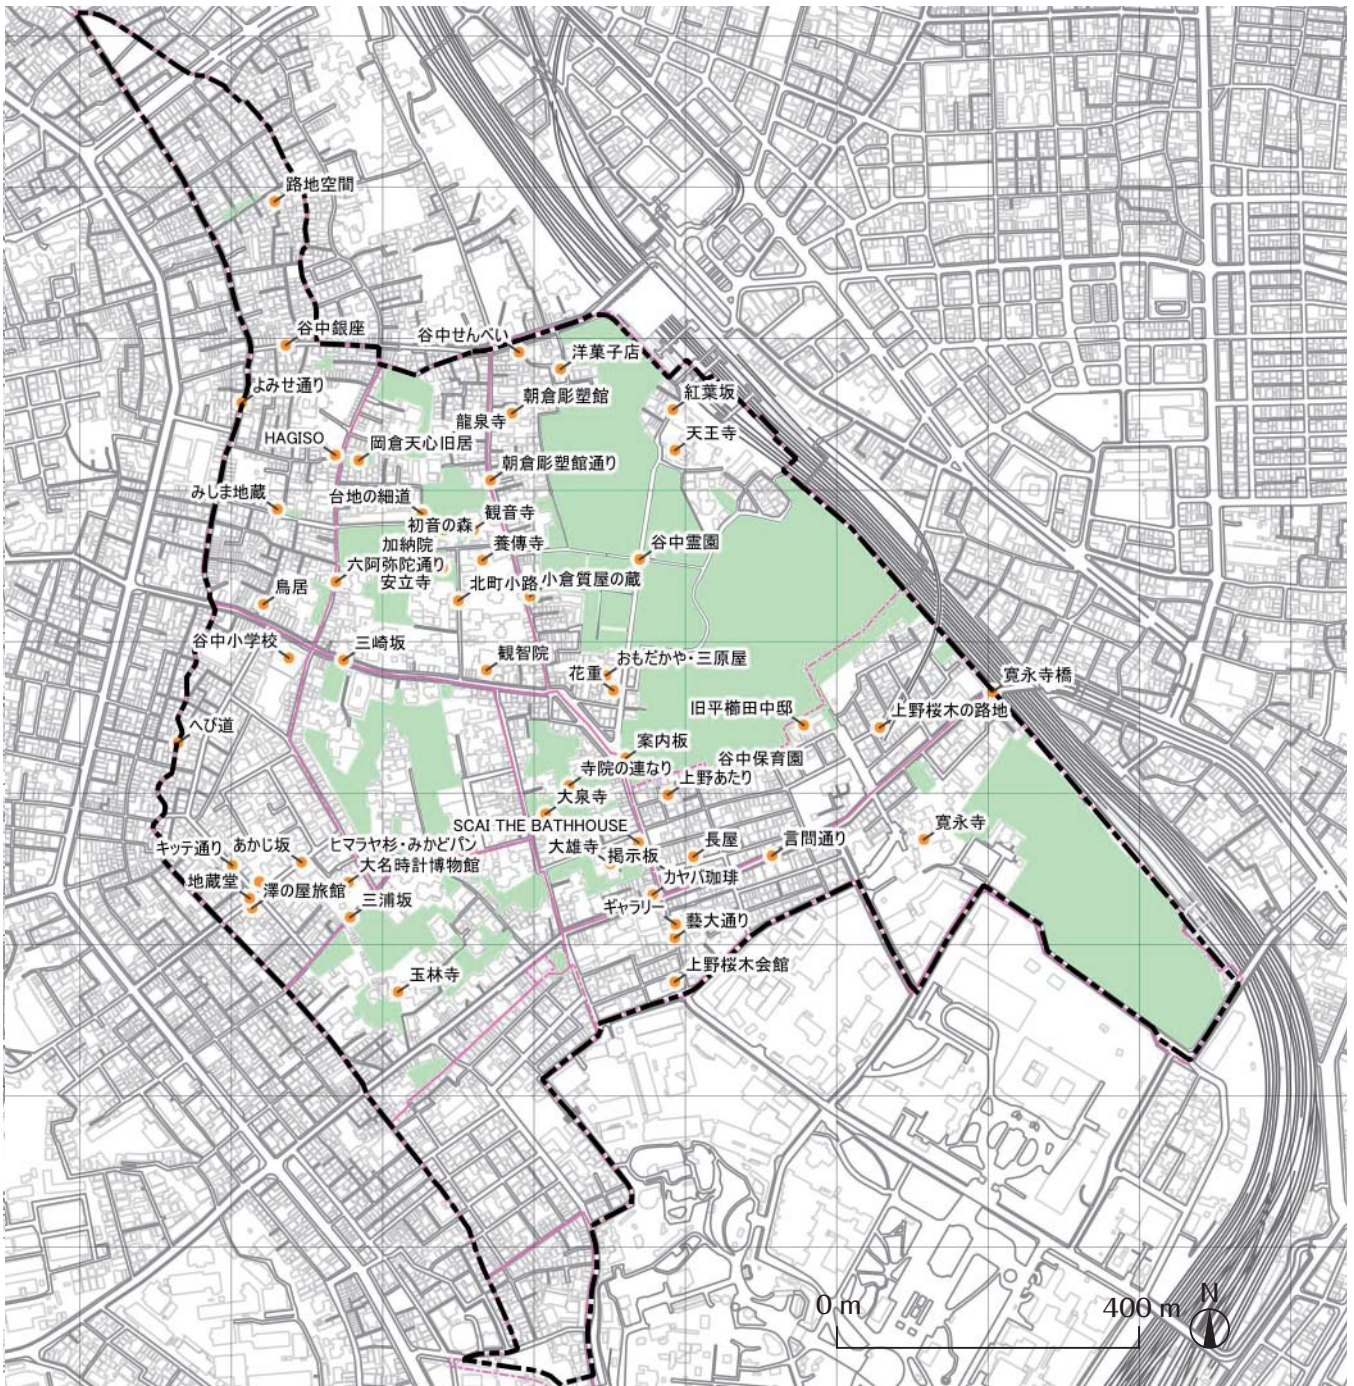 路地空間
谷中銀座
谷中せんべい
洋菓子店
よみせ通り
朝倉彫塑館
紅葉坂
龍泉寺
天王寺
HAGISO
岡倉天心旧居
朝倉彫塑館通り
みしま地蔵
台地の細道
初音の森
観音寺
加納院
養傳寺
谷中霊園
六阿弥陀通り
安立寺
北町小路
小倉質屋の蔵
鳥居
谷中小学校
三崎坂
観智院
おもだかや・三原屋
花重
寛永寺橋
旧平櫛田中邸
上野桜木の路地
へび道
案内板
谷中保育園
寺院の連なり
上野あたり
大泉寺
SCAI THE BATHHOUSE
寛永寺
キッテ通り
あかじ坂
ヒマラヤ杉・みかどパン
大雄寺
掲示板
長屋
言問通り
大名時計博物館
地蔵堂
澤の屋旅館
カヤバ珈琲
三浦坂
ギャラリー
藝大通り
玉林寺
上野桜木会館
0 m
400 m
N